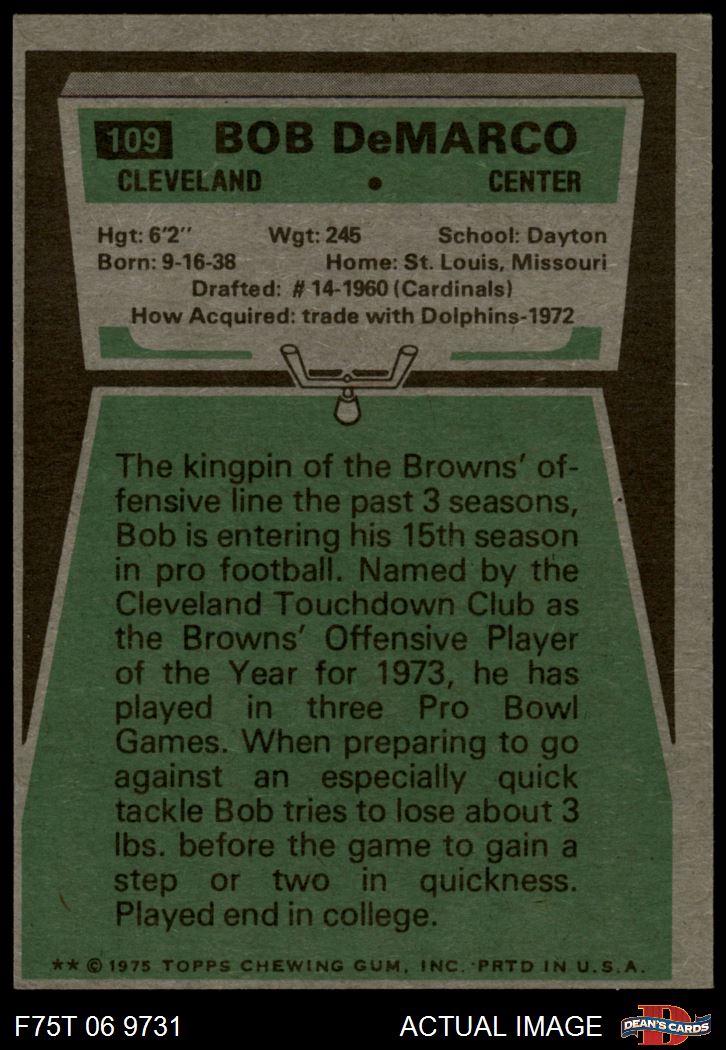 109 BOB DeMARCO
CLEVELAND • CENTER
Hgt: 6'2" Wgt: 245 School: Dayton
Born: 9-16-38 Home: St. Louis, Missouri
Drafted: #14-1960 (Cardinals)
How Acquired: trade with Dolphins-1972
The kingpin of the Browns' of-
fensive line the past 3 seasons,
Bob is entering his 15th season
in pro football. Named by the
Cleveland Touchdown Club as
the Browns' Offensive Player
of the Year for 1973, he has
played in three Pro Bowl
Games. When preparing to go
against an especially quick
tackle Bob tries to lose about 3
lbs. before the game to gain a
step or two in quickness.
Played end in college.
** © 1975 TOPPS CHEWING GUM, INC. PRTD IN U.S.A.
F75T 06 9731 ACTUAL IMAGE D DEAN'S CARDS